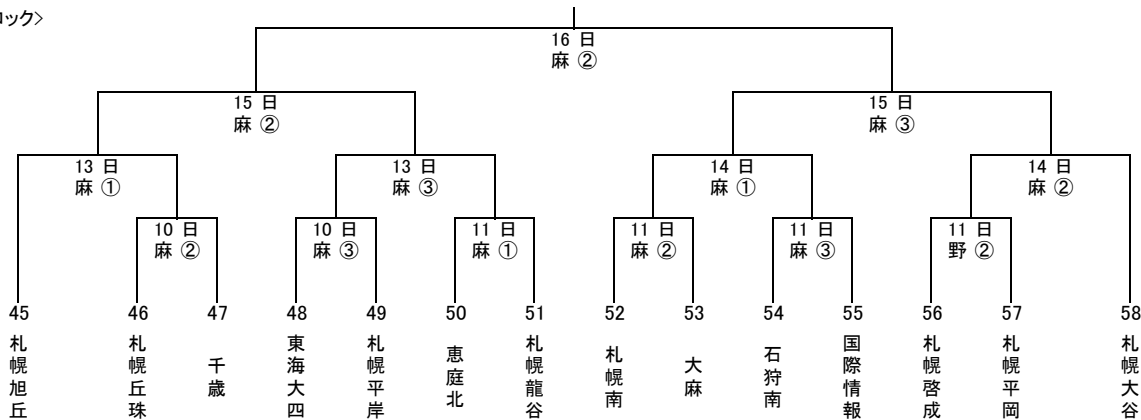 ック>
16 日
麻 ②
15 日
麻 ②
15 日
麻 ③
13 日
麻 ①
13 日
麻 ③
14 日
麻 ①
14 日
麻 ②
10 日
麻 ②
10 日
麻 ③
11 日
麻 ①
11 日
麻 ②
11 日
麻 ③
11 日
野 ②
45 46 47 48 49 50 51 52 53 54 55 56 57 58
札幌旭丘
札幌丘珠
千歳
東海大四
札幌平岸
恵庭北
札幌龍谷
札幌南
大麻
石狩南
国際情報
札幌啓成
札幌平岡
札幌大谷